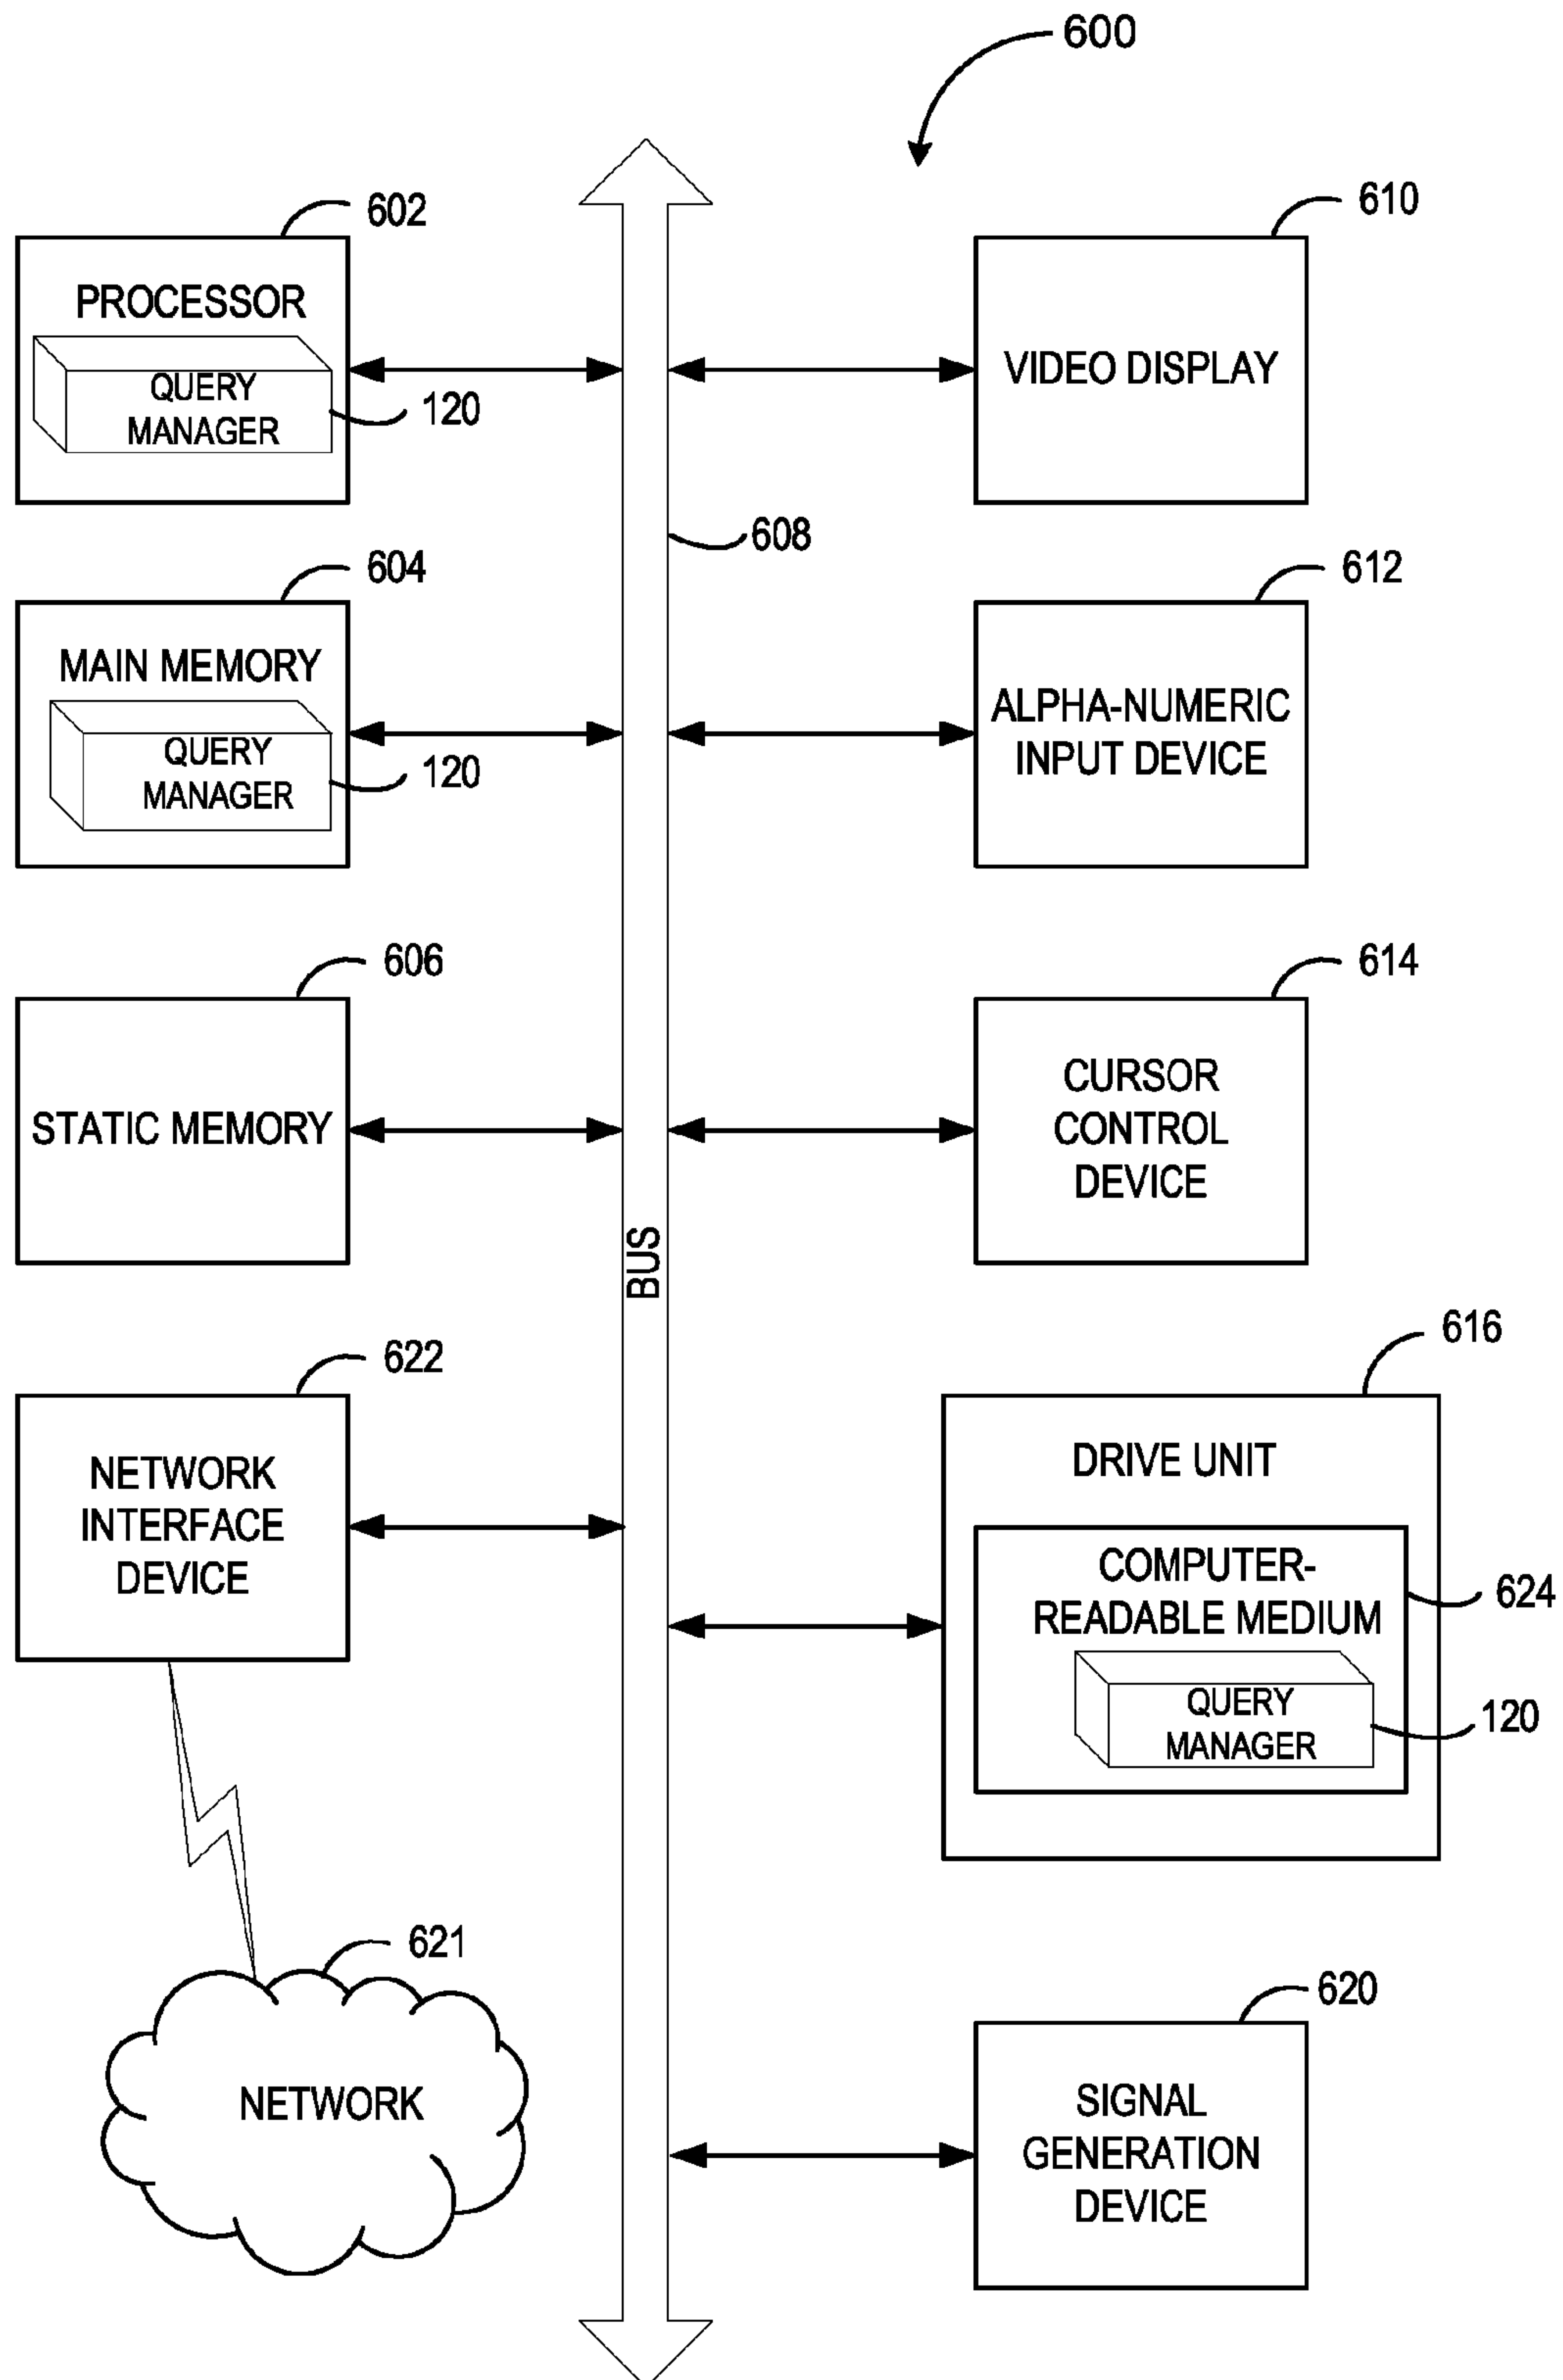 600
602
PROCESSOR
QUERY
MANAGER
120
610
VIDEO DISPLAY
608
604
MAIN MEMORY
QUERY
MANAGER
120
612
ALPHA-NUMERIC
INPUT DEVICE
606
STATIC MEMORY
614
CURSOR
CONTROL
DEVICE
BUS
622
NETWORK
INTERFACE
DEVICE
616
DRIVE UNIT
COMPUTER-
READABLE MEDIUM
624
QUERY
MANAGER
120
621
NETWORK
620
SIGNAL
GENERATION
DEVICE